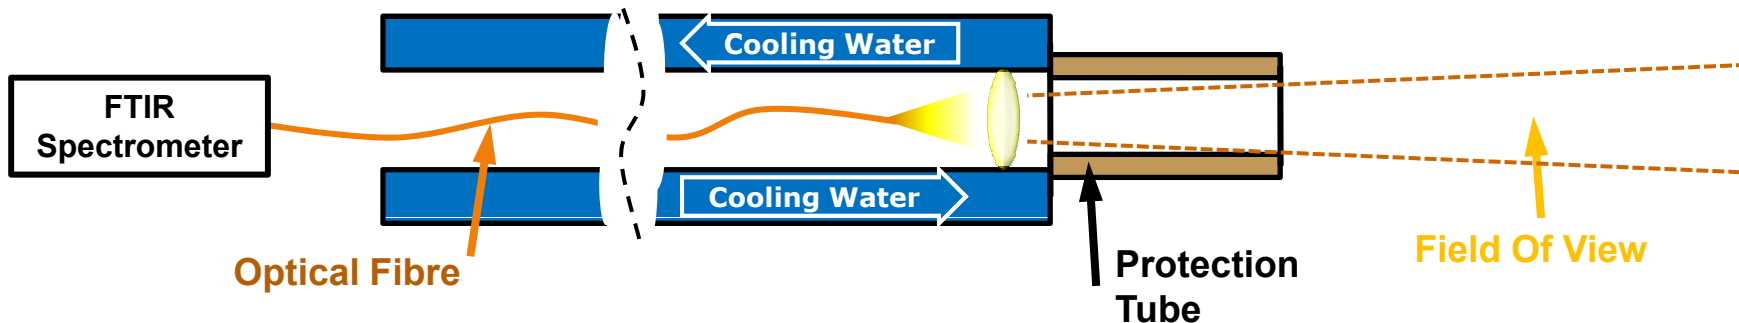 Cooling Water
FTIR
Spectrometer
Cooling Water
Optical Fibre
Protection
Tube
Field Of View